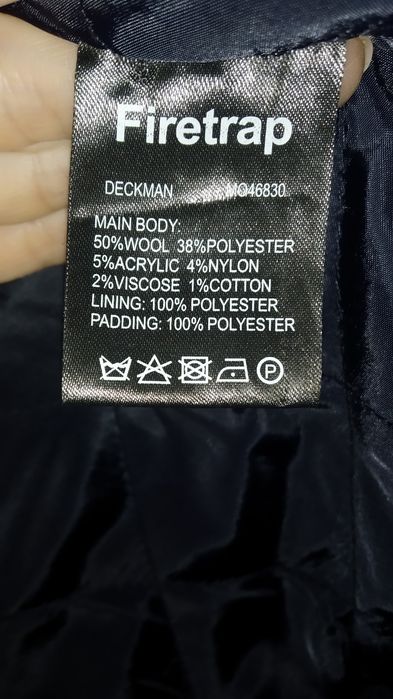 Firetrap
DECKMAN MO46830
MAIN BODY:
50%WOOL 38%POLYESTER
5%ACRYLIC 4%NYLON
2%VISCOSE 1%COTTON
LINING: 100% POLYESTER
PADDING: 100% POLYESTER
P